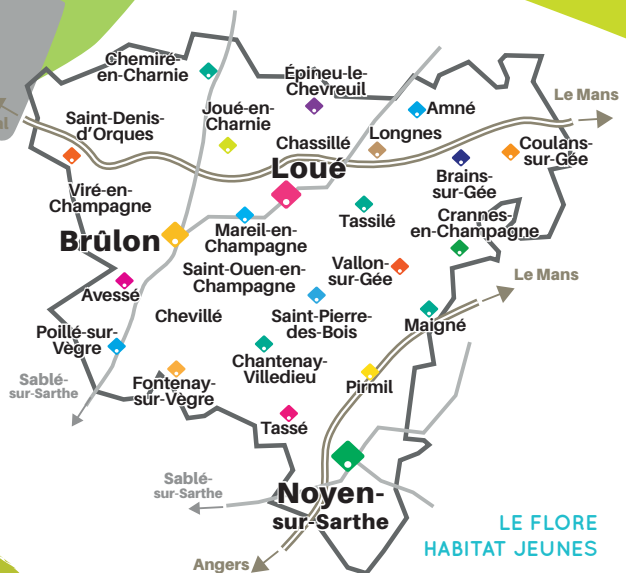 Chemiré-
en-Charnie
Épineu-le-
Chevreuil
Amné
Le Mans
Saint-Denis-
d'Orques
Joué-en-
Charnie
Chassillé
Longnes
Coulans-
sur-Gée
Loué
Brains-
sur-Gée
Viré-en-
Champagne
Tassilé
Crannes-
en-Champagne
Brûlon
Mareil-en-
Champagne
Saint-Ouen-en-
Champagne
Vallon-
sur-Gée
Le Mans
Avessé
Chevillé
Saint-Pierre-
des-Bois
Maigné
Poillé-sur-
Vègre
Chantenay-
Villedieu
Pirmil
Sablé-
sur-Sarthe
Fontenay-
sur-Vègre
Tassé
Sablé-
sur-Sarthe
Noyen-
sur-Sarthe
LE FLORE
HABITAT JEUNES
Angers